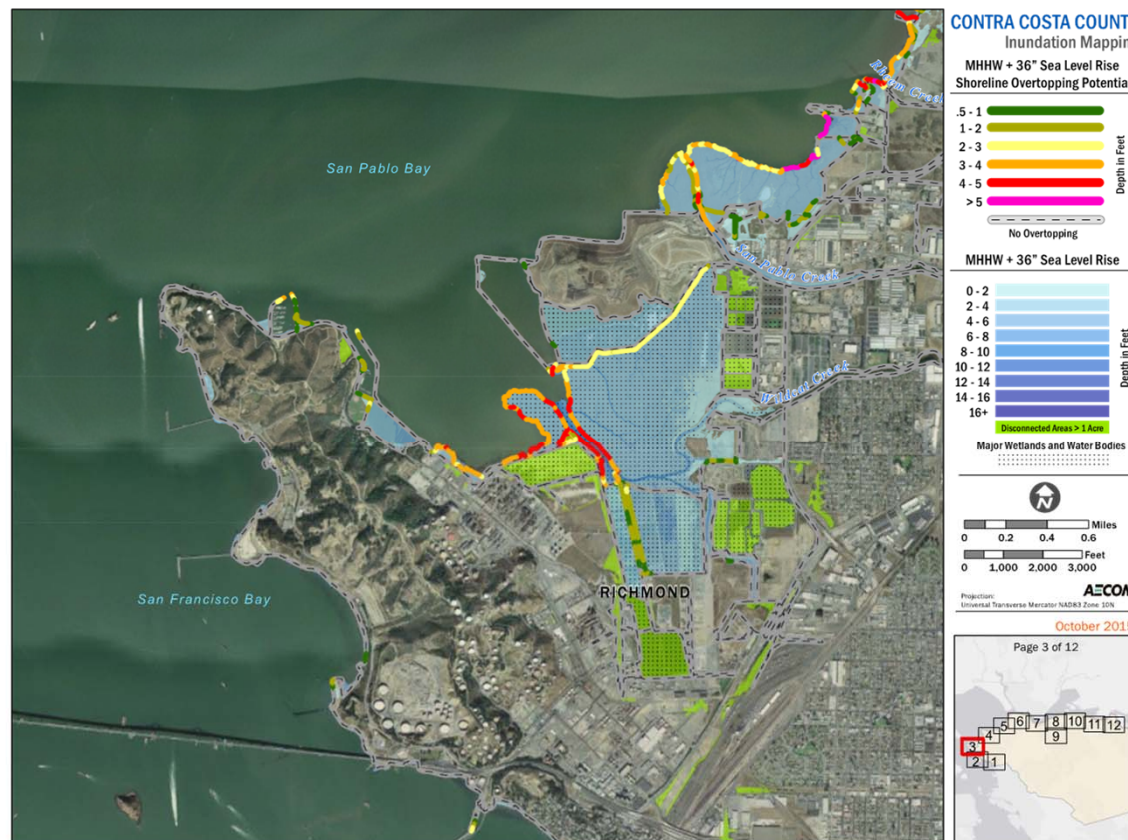 CONTRA COSTA COUNT
Inundation Mappin
MHHW + 36" Sea Level Rise
Shoreline Overtopping Potentia
.5 - 1
1 - 2
2 - 3
3 - 4
4 - 5
> 5
Depth in Feet
No Overtopping
MHHW + 36" Sea Level Rise
0 - 2
2 - 4
4 - 6
6 - 8
8 - 10
10 - 12
12 - 14
14 - 16
16+
Depth in Feet
Disconnected Areas > 1 Acre
Major Wetlands and Water Bodies
N
Miles
0 0.2 0.4 0.6
Feet
0 1,000 2,000 3,000
AECOM
Projection:
Universal Transverse Mercator NAD83 Zone 10N
October 2015
Page 3 of 12
1
2
3
4
5
6
7
8
9
10
11
12
Rheem Creek
San Pablo Bay
San Pablo Creek
Wildcat Creek
RICHMOND
San Francisco Bay